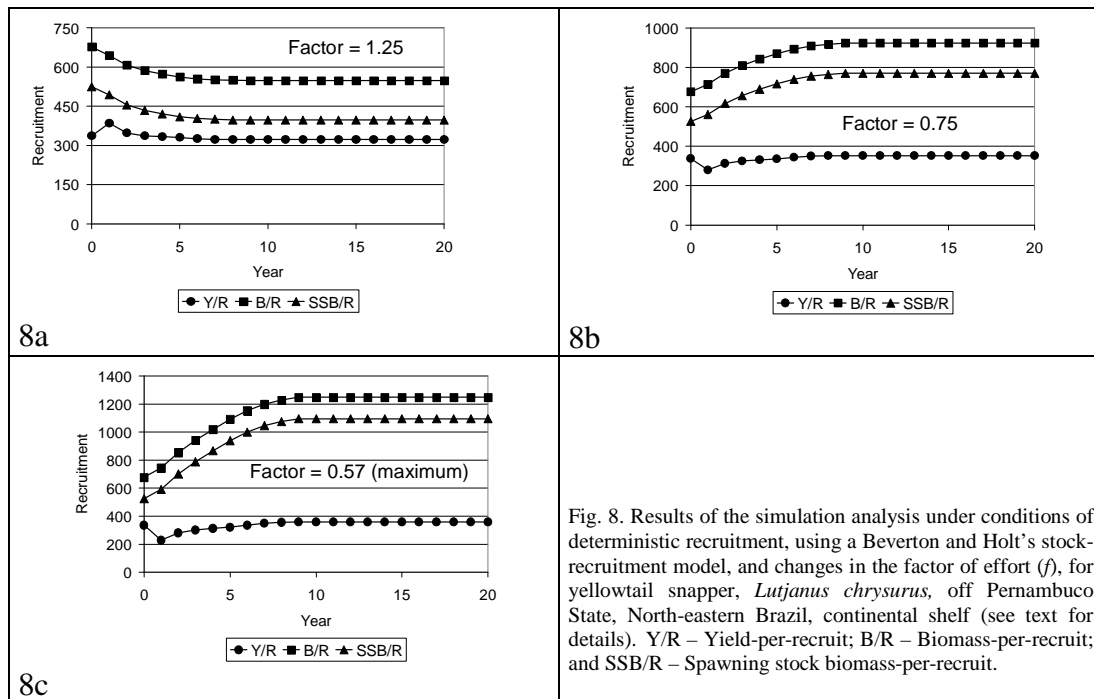 750
600
450
300
150
0
Recruitment
Factor = 1.25
0 5 10 15 20
Year
Y/R B/R SSB/R
8a
1000
800
600
400
200
0
Recruitment
Factor = 0.75
0 5 10 15 20
Year
Y/R B/R SSB/R
8b
1400
1200
1000
800
600
400
200
0
Recruitment
Factor = 0.57 (maximum)
0 5 10 15 20
Year
Y/R B/R SSB/R
8c
Fig. 8. Results of the simulation analysis under conditions of
deterministic recruitment, using a Beverton and Holt’s stock-
recruitment model, and changes in the factor of effort (f), for
yellowtail snapper, Lutjanus chrysurus, off Pernambuco
State, North-eastern Brazil, continental shelf (see text for
details). Y/R – Yield-per-recruit; B/R – Biomass-per-recruit;
and SSB/R – Spawning stock biomass-per-recruit.